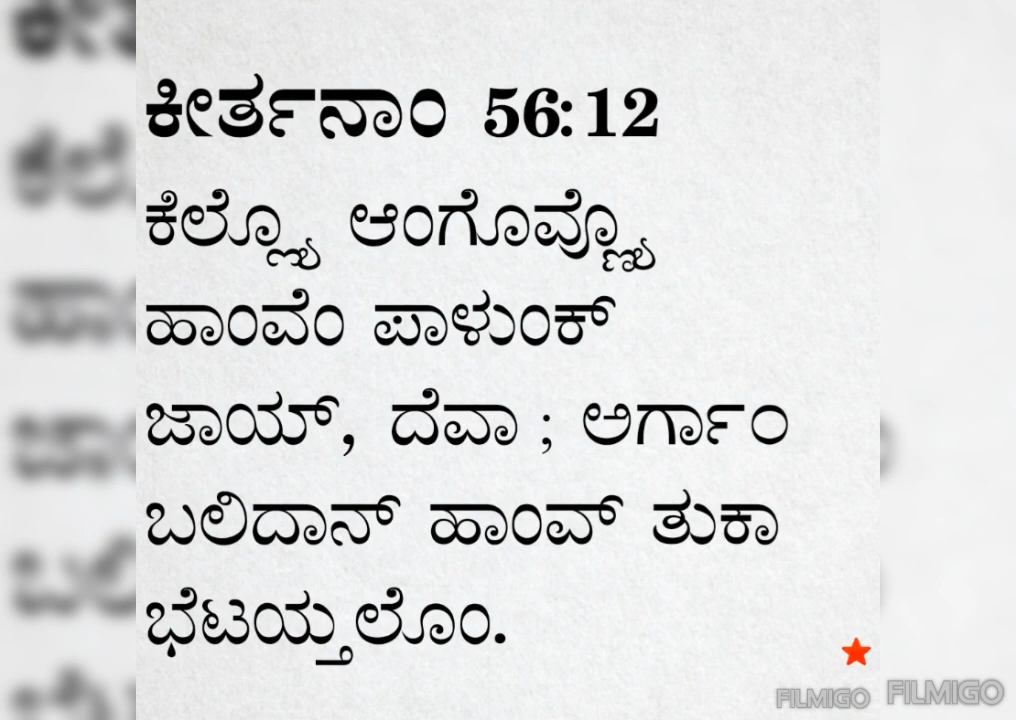 ಕೀರ್ತನಾಂ 56:12
ಕೆಲ್ಲ್ಯೊ ಆಂಗೊವ್ಣ್ಯೊ
ಹಾಂವೆಂ ಪಾಳುಂಕ್
ಜಾಯ್, ದೆವಾ ; ಅರ್ಗಾಂ
ಬಲಿದಾನ್ ಹಾಂವ್ ತುಕಾ
ಭೆಟಯ್ತಲೊಂ.
FILMIGO FILMIGO